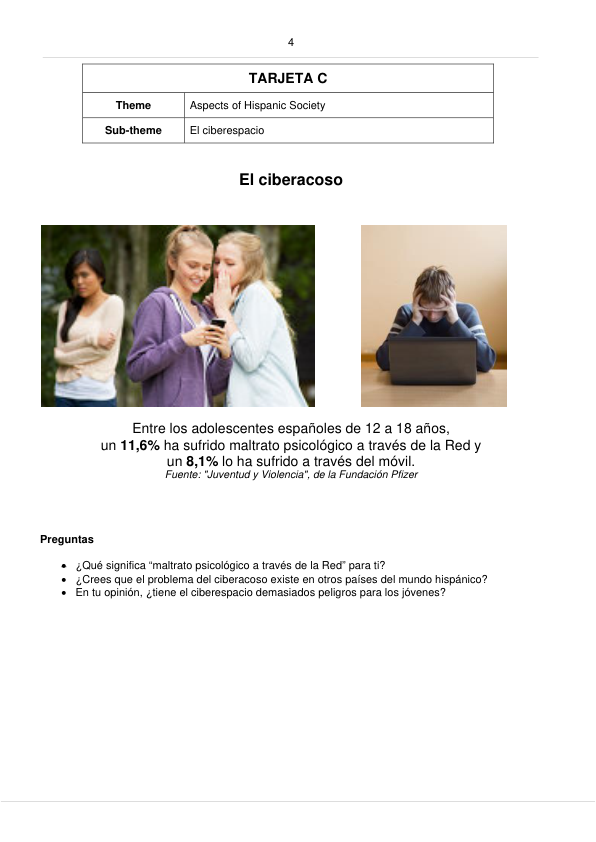 4
TARJETA C
Theme Aspects of Hispanic Society
Sub-theme El ciberespacio
El ciberacoso
Entre los adolescentes españoles de 12 a 18 años,
un 11,6% ha sufrido maltrato psicológico a través de la Red y
un 8,1% lo ha sufrido a través del móvil.
Fuente: "Juventud y Violencia", de la Fundación Pfizer
Preguntas
• ¿Qué significa “maltrato psicológico a través de la Red” para ti?
• ¿Crees que el problema del ciberacoso existe en otros países del mundo hispánico?
• En tu opinión, ¿tiene el ciberespacio demasiados peligros para los jóvenes?